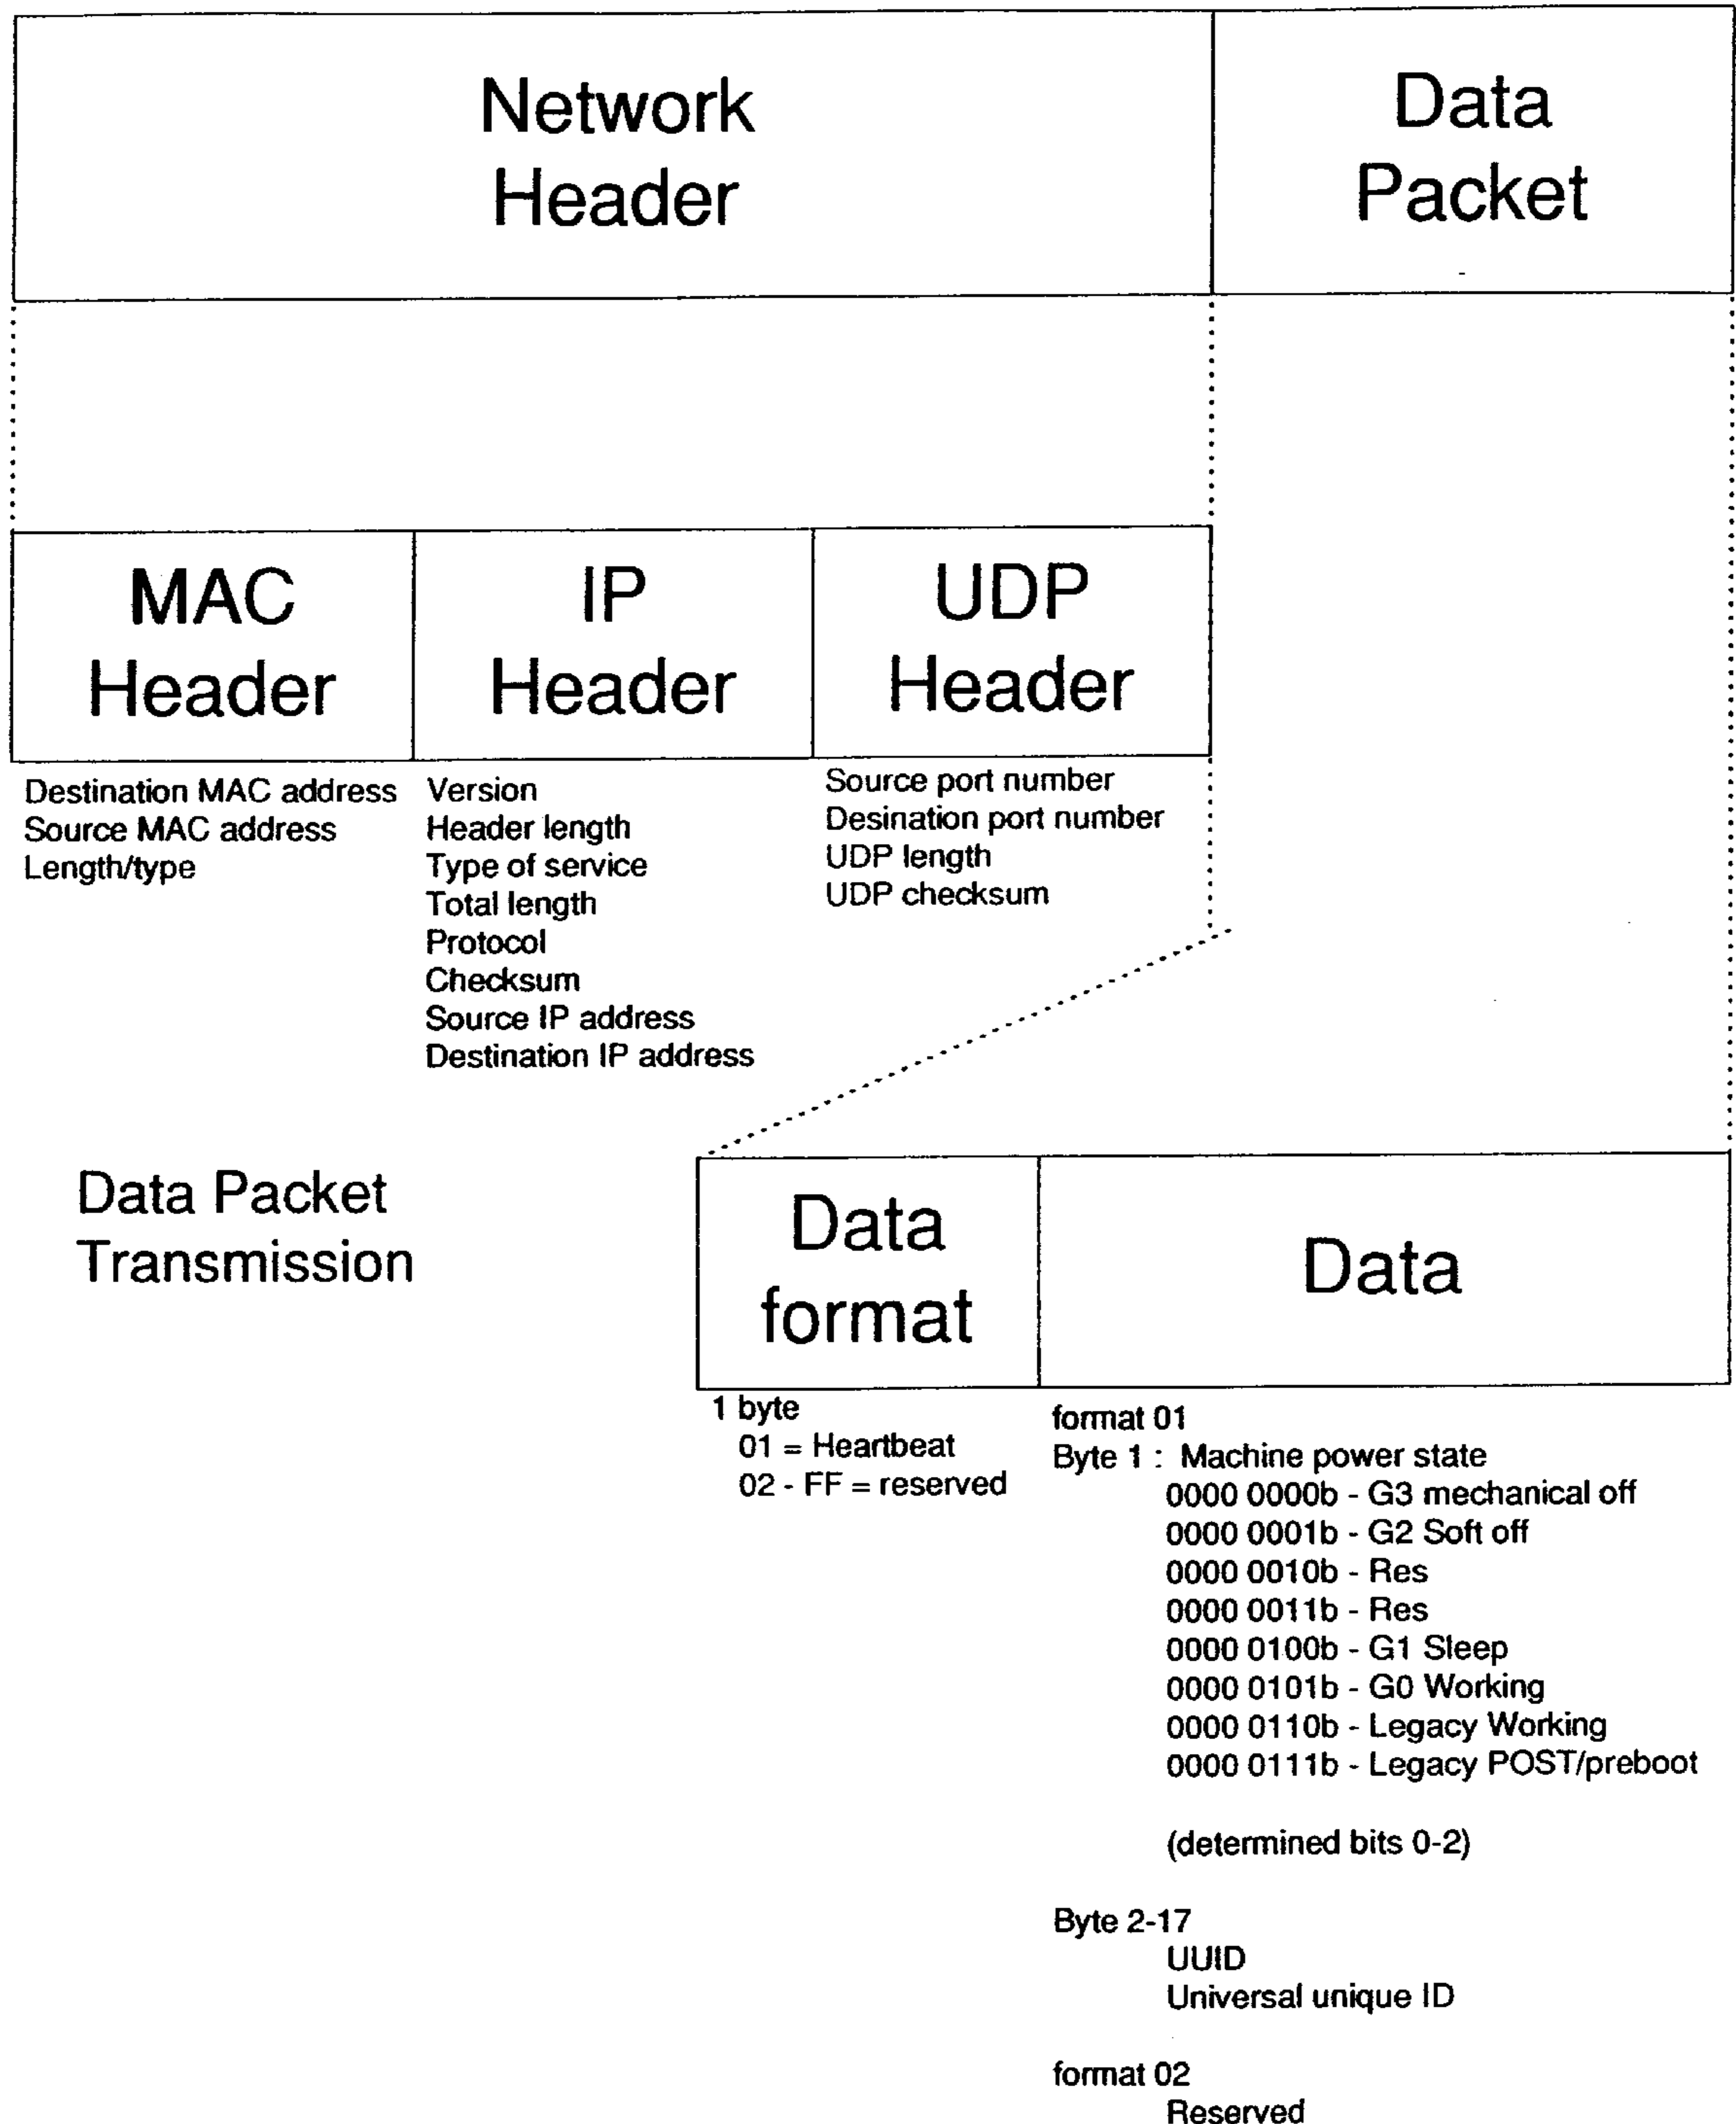 Network
Header
Data
Packet
MAC
Header
IP
Header
UDP
Header
Destination MAC address
Source MAC address
Length/type
Version
Header length
Type of service
Total length
Protocol
Checksum
Source IP address
Destination IP address
Source port number
Desination port number
UDP length
UDP checksum
Data Packet
Transmission
Data
format
Data
1 byte
01 = Heartbeat
02 - FF = reserved
format 01
Byte 1 : Machine power state
0000 0000b - G3 mechanical off
0000 0001b - G2 Soft off
0000 0010b - Res
0000 0011b - Res
0000 0100b - G1 Sleep
0000 0101b - G0 Working
0000 0110b - Legacy Working
0000 0111b - Legacy POST/preboot
(determined bits 0-2)
Byte 2-17
UUID
Universal unique ID
format 02
Reserved